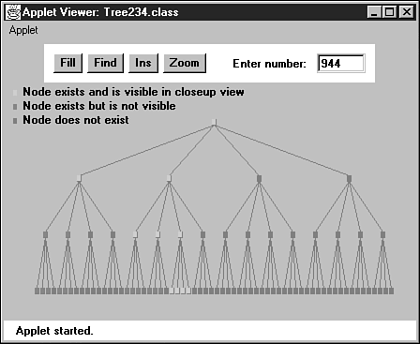 Applet Viewer: Tree234.class
Applet
Fill Find Ins Zoom Enter number: 944
Node exists and is visible in closeup view
Node exists but is not visible
Node does not exist
Applet started.